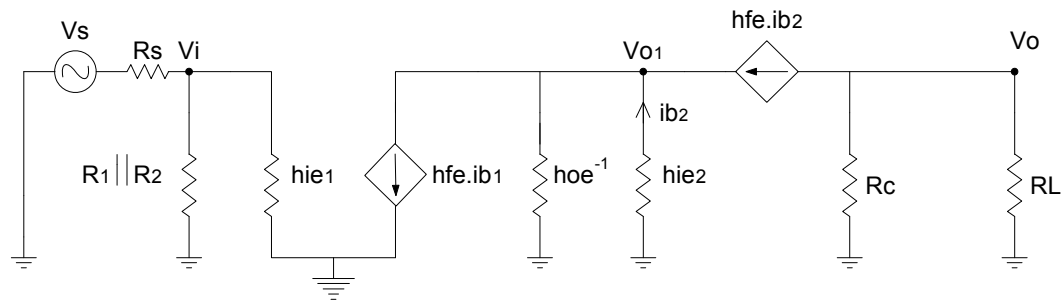 Vs
Rs
Vi
R1||R2
hie1
hfe.ib1
hoe-1
Vo1
ib2
hie2
hfe.ib2
Rc
Vo
RL